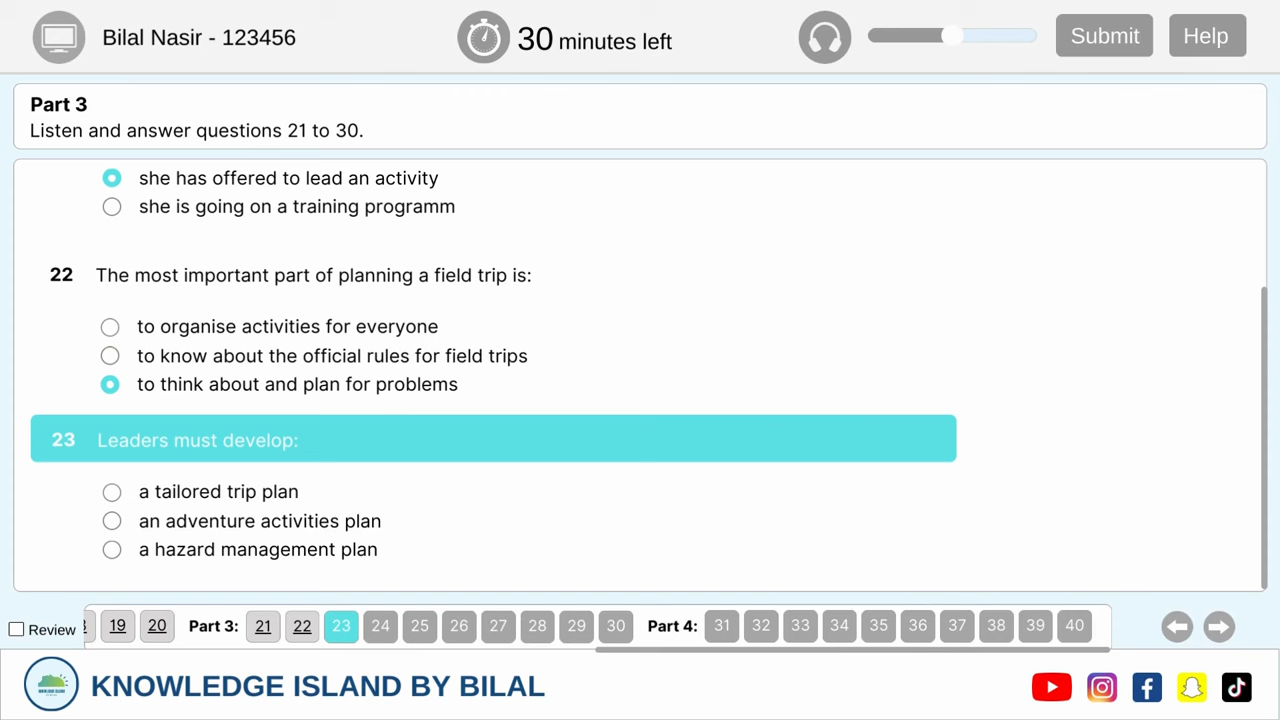 Bilal Nasir - 123456
30 minutes left
Submit
Help
Part 3
Listen and answer questions 21 to 30.
she has offered to lead an activity
she is going on a training programm
22 The most important part of planning a field trip is:
to organise activities for everyone
to know about the official rules for field trips
to think about and plan for problems
23 Leaders must develop:
a tailored trip plan
an adventure activities plan
a hazard management plan
Review 19 20 Part 3: 21 22 23 24 25 26 27 28 29 30 Part 4: 31 32 33 34 35 36 37 38 39 40
KNOWLEDGE ISLAND BY BILAL